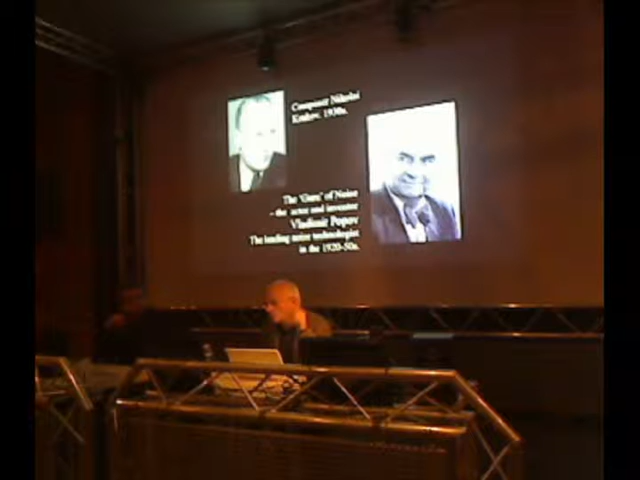 Composer Nikolai
Krukov. 1930s.
The 'Guru' of Noise
- the actor and inventor
Vladimir Popov
The leading noise technologist
in the 1920-50s.